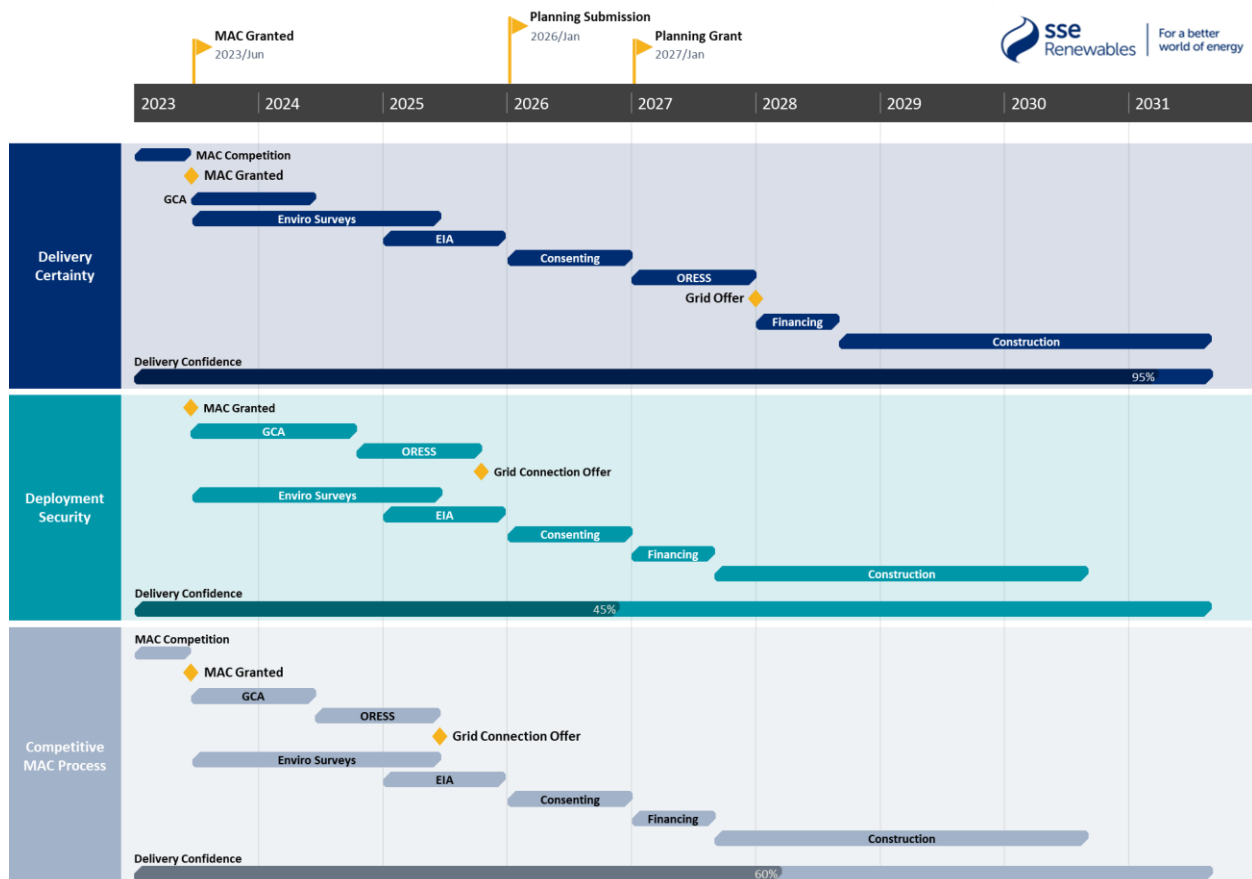 MAC Granted
2023/Jun
Planning Submission
2026/Jan
Planning Grant
2027/Jan
sse
Renewables
For a better
world of energy
2023 2024 2025 2026 2027 2028 2029 2030 2031
Delivery
Certainty
MAC Competition
MAC Granted
GCA
Enviro Surveys
EIA
Consenting
ORESS
Grid Offer
Financing
Construction
Delivery Confidence
95%
Deployment
Security
MAC Granted
GCA
ORESS
Grid Connection Offer
Enviro Surveys
EIA
Consenting
Financing
Construction
Delivery Confidence
45%
Competitive
MAC Process
MAC Competition
MAC Granted
GCA
ORESS
Grid Connection Offer
Enviro Surveys
EIA
Consenting
Financing
Construction
Delivery Confidence
60%